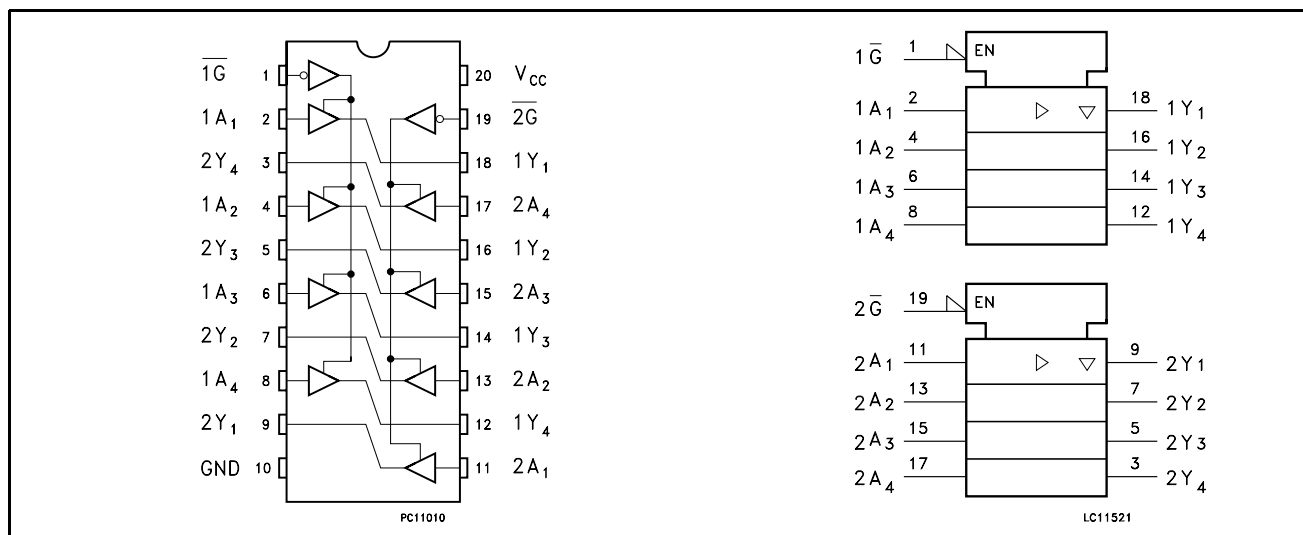 1G̅ 1 20 V_CC
1A₁ 2 19 2G̅
2Y₄ 3 18 1Y₁
1A₂ 4 17 2A₄
2Y₃ 5 16 1Y₂
1A₃ 6 15 2A₃
2Y₂ 7 14 1Y₃
1A₄ 8 13 2A₂
2Y₁ 9 12 1Y₄
GND 10 11 2A₁
PC11010
1G̅ 1 EN
1A₁ 2 18 1Y₁
1A₂ 4 16 1Y₂
1A₃ 6 14 1Y₃
1A₄ 8 12 1Y₄
2G̅ 19 EN
2A₁ 11 9 2Y₁
2A₂ 13 7 2Y₂
2A₃ 15 5 2Y₃
2A₄ 17 3 2Y₄
LC11521